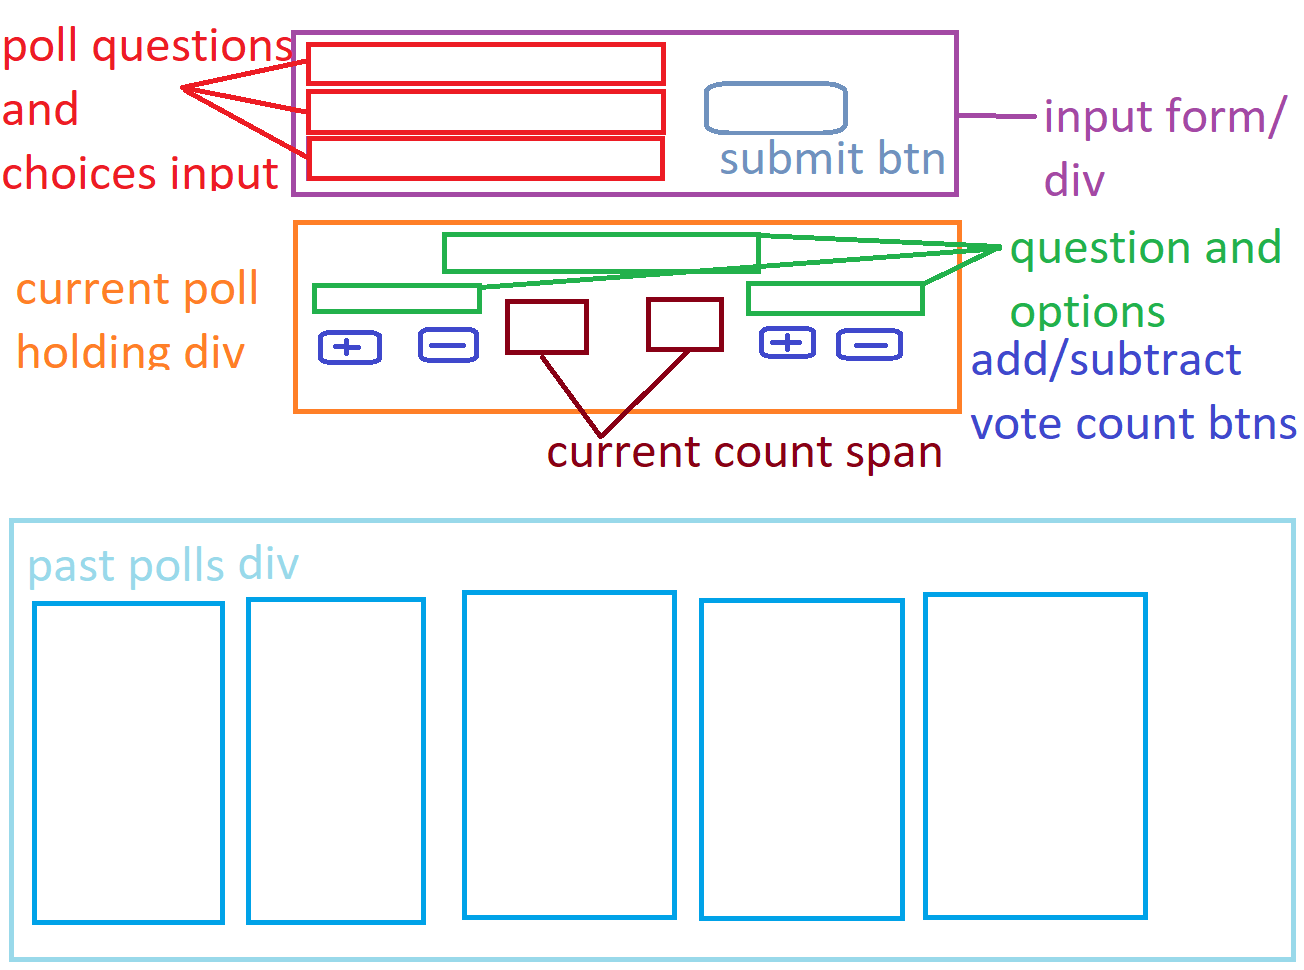 poll questions
and
choices input
submit btn
input form/
div
current poll
holding div
question and
options
add/subtract
vote count btns
+
−
+
−
current count span
past polls div